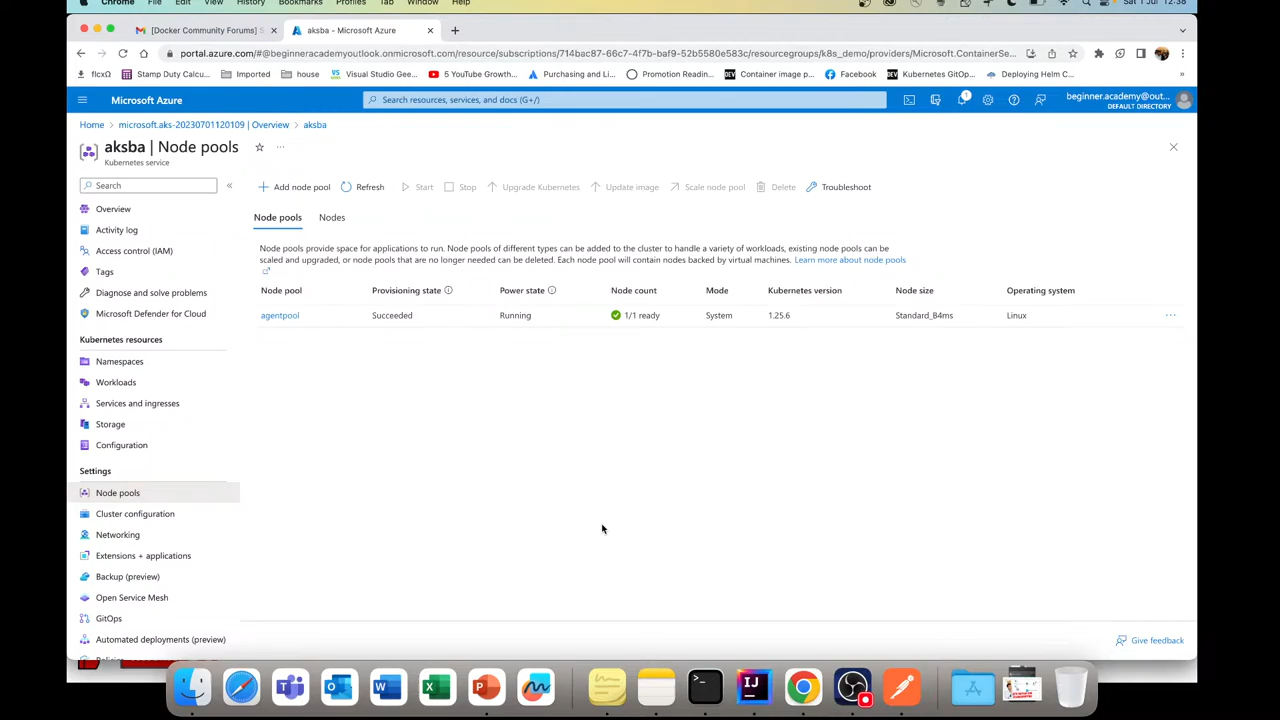 Chrome File Edit View History Bookmarks Profiles Tab Window Help Sat 1 Jul 12:38
[Docker Community Forums] S
aksba - Microsoft Azure
portal.azure.com/#@beginneracademyoutlook.onmicrosoft.com/resource/subscriptions/714bac87-66c7-4f7b-baf9-52b5580e583c/resourcegroups/k8s_demo/providers/Microsoft.ContainerSe...
flcxΩ Stamp Duty Calcu... Imported house Visual Studio Gee... 5 YouTube Growth... Purchasing and Li... Promotion Readin... Container image p... Facebook Kubernetes GitOp... Deploying Helm C... »
Microsoft Azure
Search resources, services, and docs (G+/)
1
beginner.academy@out...
DEFAULT DIRECTORY
Home > microsoft.aks-20230701120109 | Overview > aksba
aksba | Node pools
Kubernetes service
Search
Add node pool Refresh Start Stop Upgrade Kubernetes Update image Scale node pool Delete Troubleshoot
Node pools Nodes
Node pools provide space for applications to run. Node pools of different types can be added to the cluster to handle a variety of workloads, existing node pools can be
scaled and upgraded, or node pools that are no longer needed can be deleted. Each node pool will contain nodes backed by virtual machines. Learn more about node pools
Node pool Provisioning state Power state Node count Mode Kubernetes version Node size Operating system
agentpool Succeeded Running 1/1 ready System 1.25.6 Standard_B4ms Linux
Overview
Activity log
Access control (IAM)
Tags
Diagnose and solve problems
Microsoft Defender for Cloud
Kubernetes resources
Namespaces
Workloads
Services and ingresses
Storage
Configuration
Settings
Node pools
Cluster configuration
Networking
Extensions + applications
Backup (preview)
Open Service Mesh
GitOps
Automated deployments (preview)
Give feedback